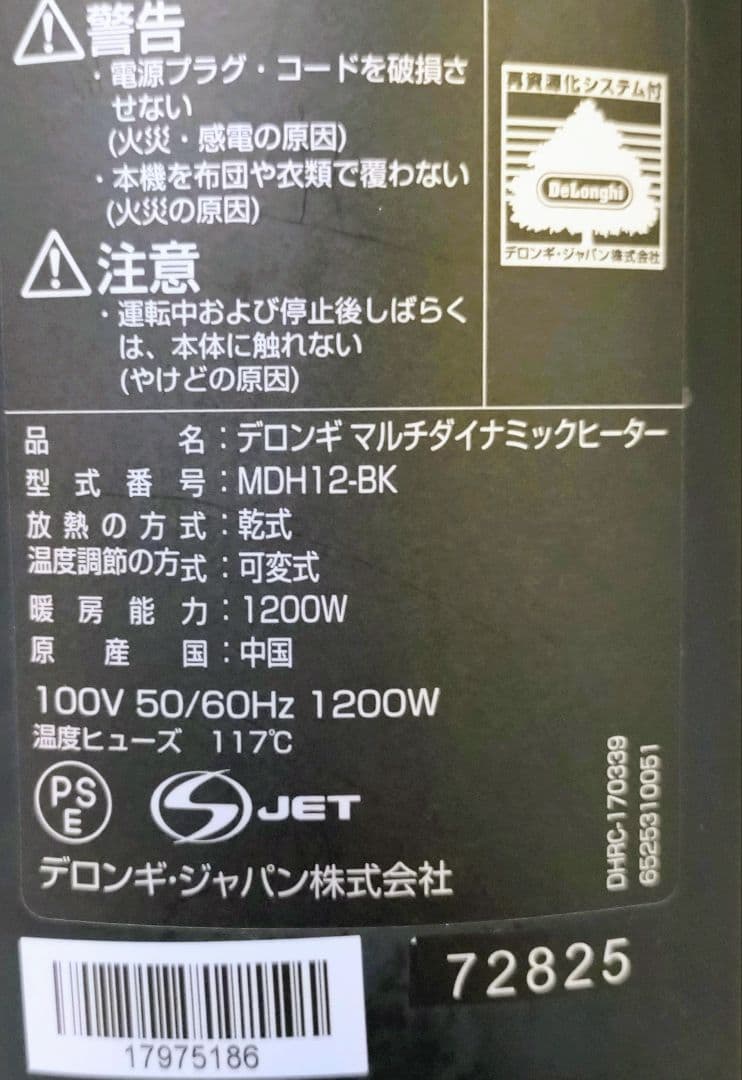 警告
・電源プラグ・コードを破損さ
せない
(火災・感電の原因)
・本機を布団や衣類で覆わない
(火災の原因)
注意
・運転中および停止後しばらく
は、本体に触れない
(やけどの原因)
再資源化システム付
DeLonghi
デロンギ・ジャパン株式会社
品名：デロンギ マルチダイナミックヒーター
型式番号：MDH12-BK
放熱の方式：乾式
温度調節の方式：可変式
暖房能力：1200W
原産国：中国
100V 50/60Hz 1200W
温度ヒューズ 117℃
PS
E
S JET
デロンギ・ジャパン株式会社
DHRC-170339
6525310051
17975186
72825